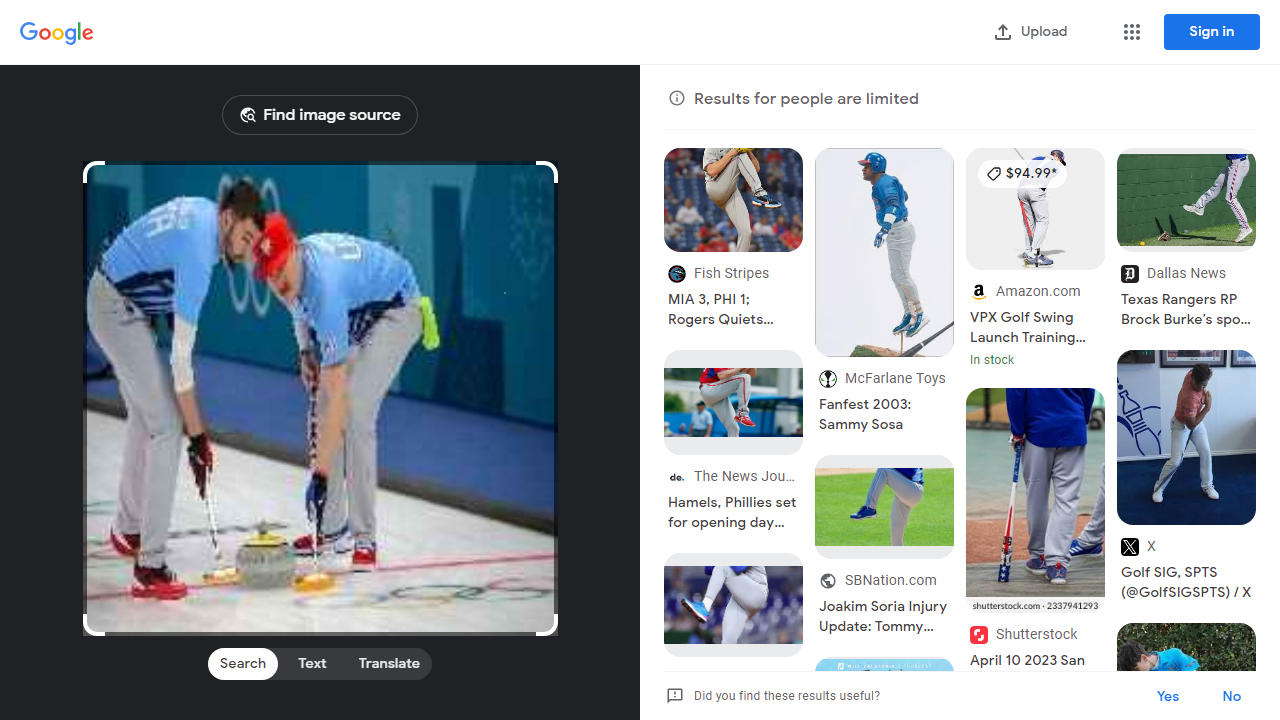 Google
Upload
Sign in
Find image source
Results for people are limited
Fish Stripes
MIA 3, PHI 1;
Rogers Quiets...
The News Jou...
Hamels, Phillies set
for opening day...
McFarlane Toys
Fanfest 2003:
Sammy Sosa
SBNation.com
Joakim Soria Injury
Update: Tommy...
$94.99*
Amazon.com
VPX Golf Swing
Launch Training...
In stock
shutterstock.com · 2337941293
Shutterstock
April 10 2023 San
Dallas News
Texas Rangers RP
Brock Burke's spo...
X
Golf SIG, SPTS
(@GolfSIGSPTS) / X
Search
Text
Translate
Did you find these results useful?
Yes
No